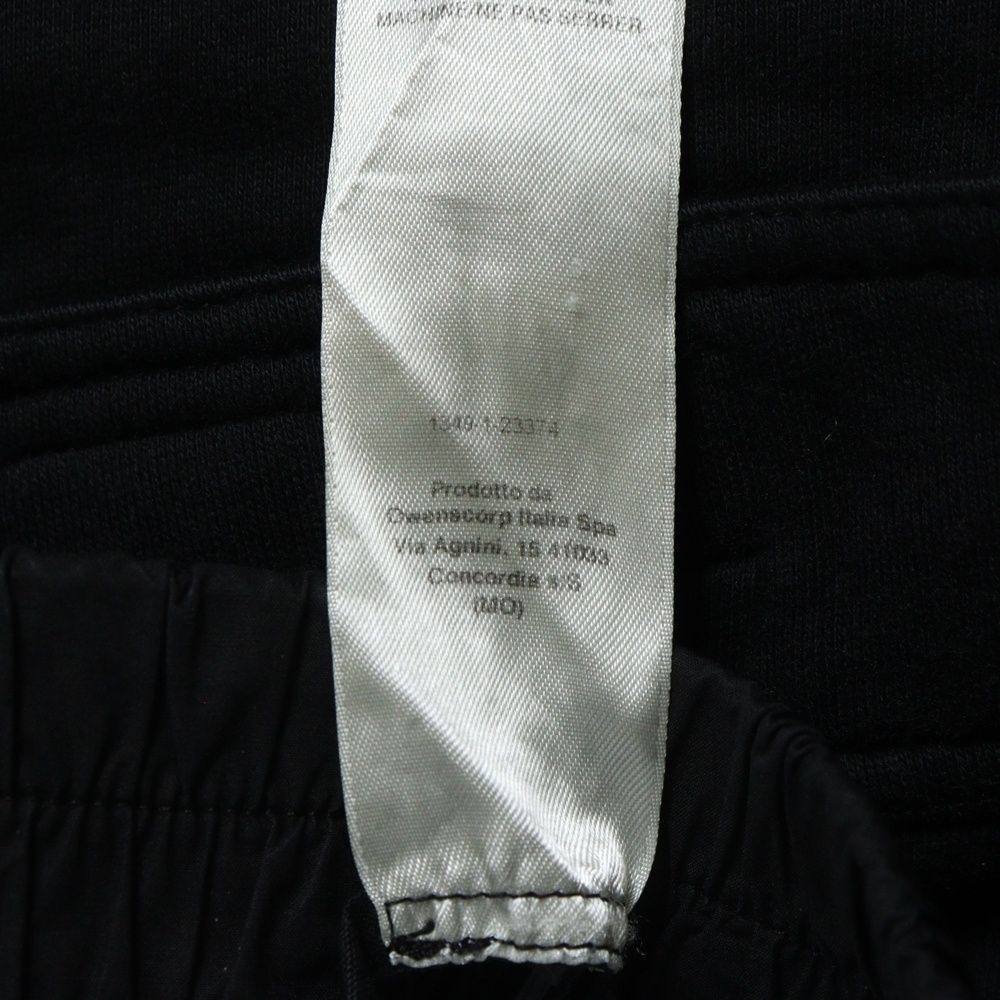 MACHINE/NE PAS SERRER
1349-1-23374
Prodotto da
Owenscorp Italia Spa
Via Agnini, 15 41033
Concordia s/S
(MO)